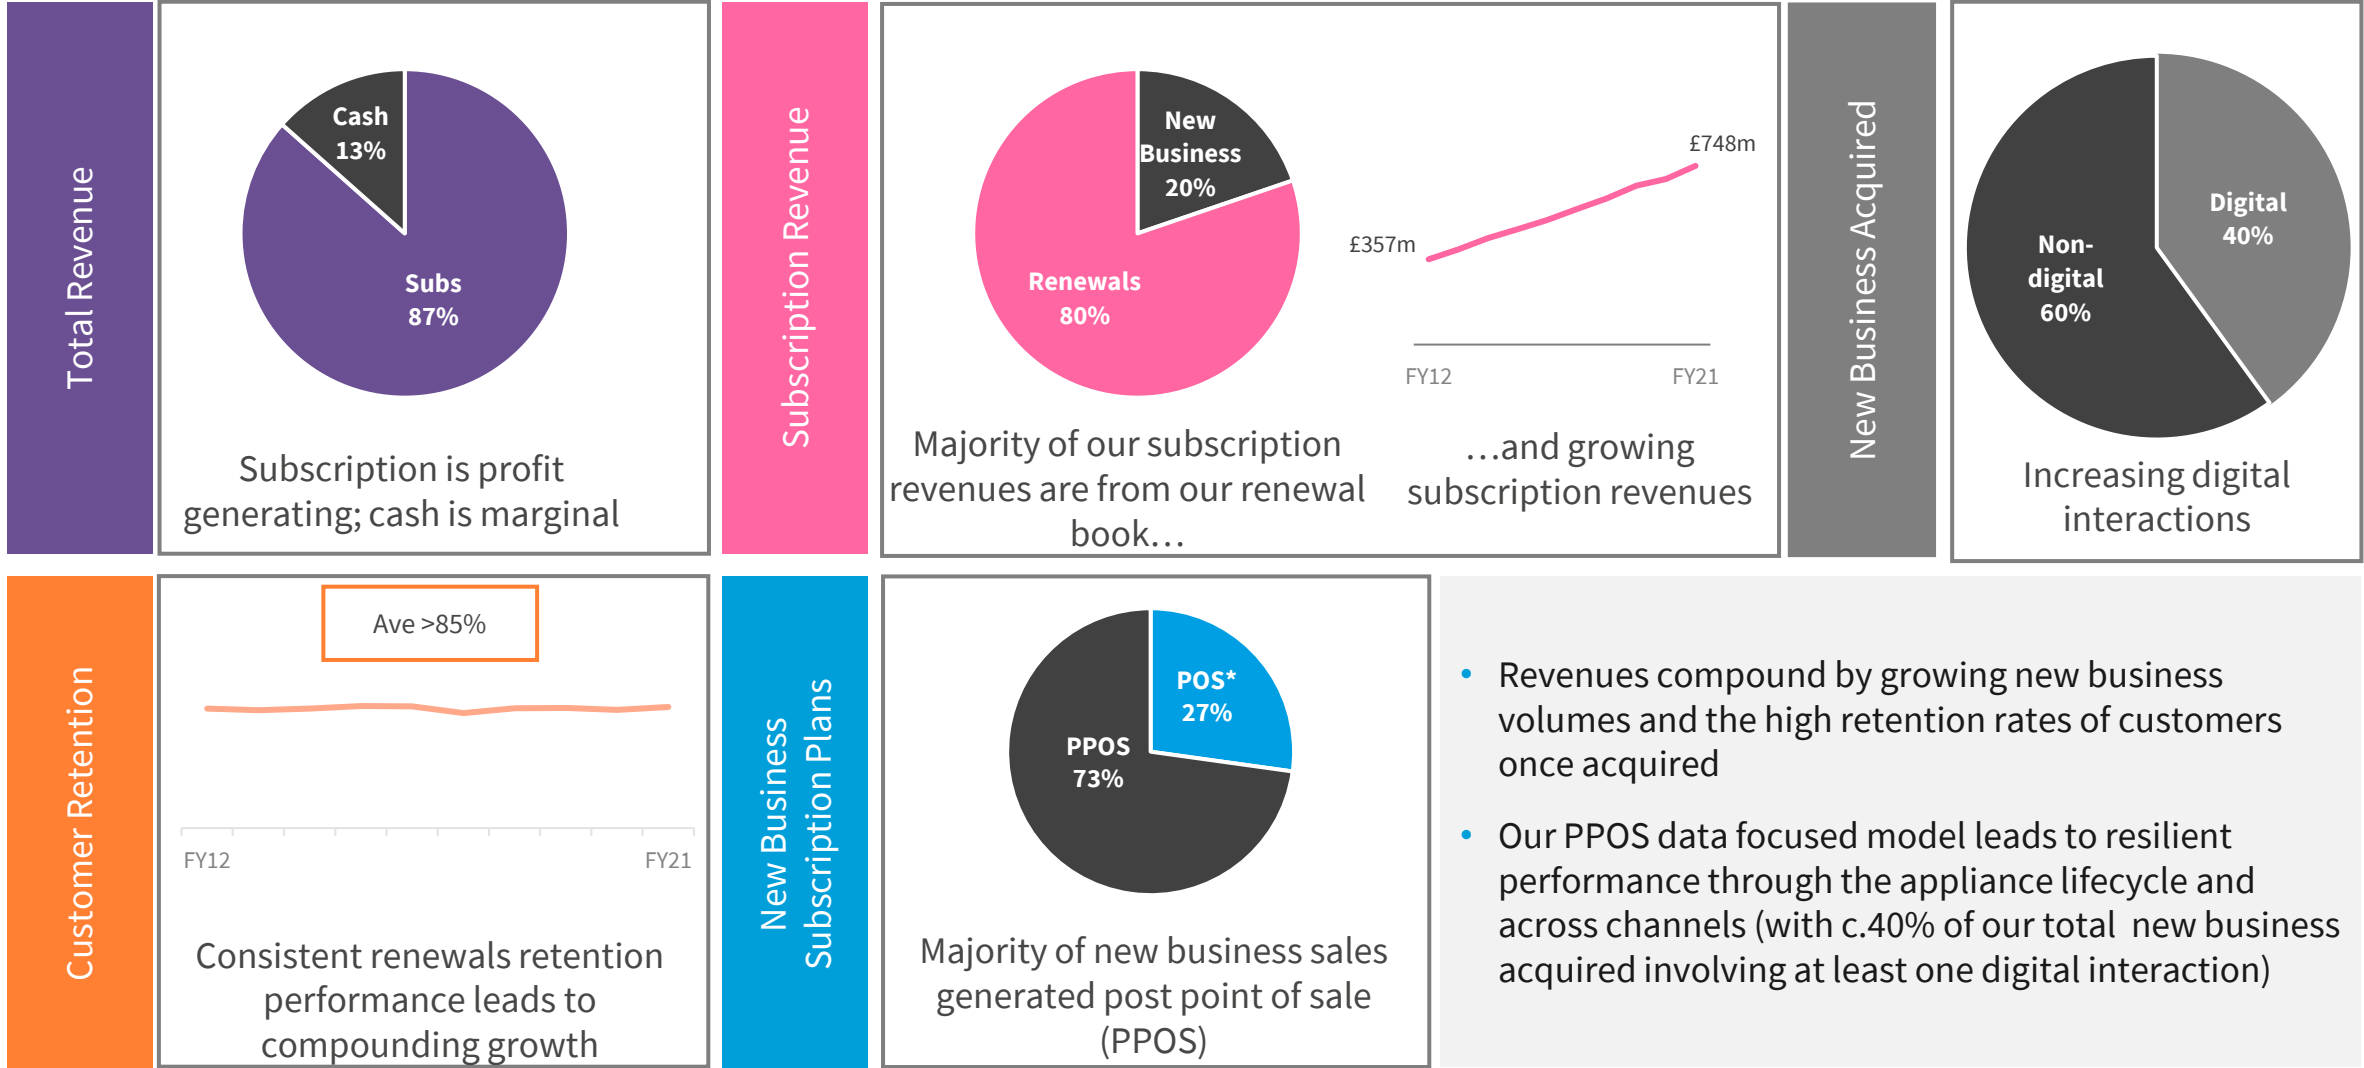 Total Revenue
Cash
13%
Subs
87%
Subscription is profit
generating; cash is marginal
Subscription Revenue
New
Business
20%
Renewals
80%
Majority of our subscription
revenues are from our renewal
book…
£357m
£748m
FY12
FY21
…and growing
subscription revenues
New Business Acquired
Digital
40%
Non-
digital
60%
Increasing digital
interactions
Customer Retention
Ave >85%
FY12
FY21
Consistent renewals retention
performance leads to
compounding growth
New Business
Subscription Plans
POS*
27%
PPOS
73%
Majority of new business sales
generated post point of sale
(PPOS)
• Revenues compound by growing new business
volumes and the high retention rates of customers
once acquired
• Our PPOS data focused model leads to resilient
performance through the appliance lifecycle and
across channels (with c.40% of our total  new business
acquired involving at least one digital interaction)